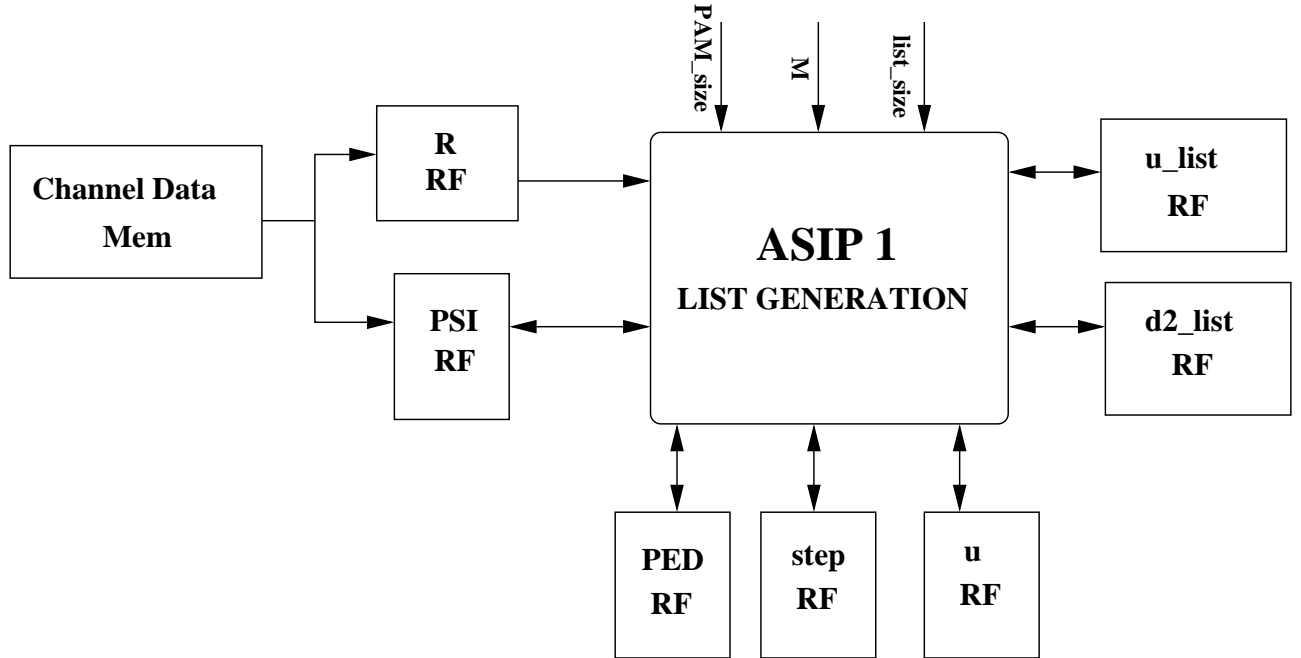 PAM_size
M
list_size
R
RF
Channel Data
Mem
PSI
RF
ASIP 1
LIST GENERATION
u_list
RF
d2_list
RF
PED
RF
step
RF
u
RF